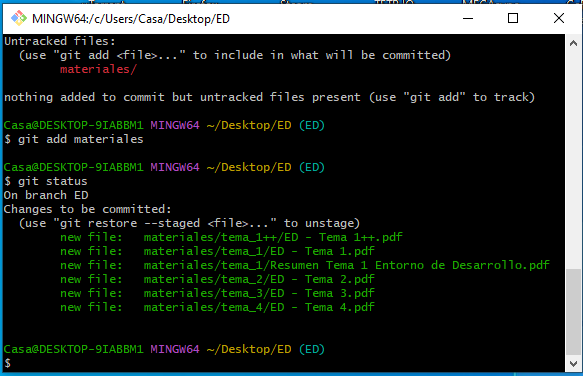 MINGW64:/c/Users/Casa/Desktop/ED
Untracked files:
  (use "git add <file>..." to include in what will be committed)
        materiales/

nothing added to commit but untracked files present (use "git add" to track)

Casa@DESKTOP-9IABBM1 MINGW64 ~/Desktop/ED (ED)
$ git add materiales

Casa@DESKTOP-9IABBM1 MINGW64 ~/Desktop/ED (ED)
$ git status
On branch ED
Changes to be committed:
  (use "git restore --staged <file>..." to unstage)
        new file:   materiales/tema_1++/ED - Tema 1++.pdf
        new file:   materiales/tema_1/ED - Tema 1.pdf
        new file:   materiales/tema_1/Resumen Tema 1 Entorno de Desarrollo.pdf
        new file:   materiales/tema_2/ED - Tema 2.pdf
        new file:   materiales/tema_3/ED - Tema 3.pdf
        new file:   materiales/tema_4/ED - Tema 4.pdf

Casa@DESKTOP-9IABBM1 MINGW64 ~/Desktop/ED (ED)
$